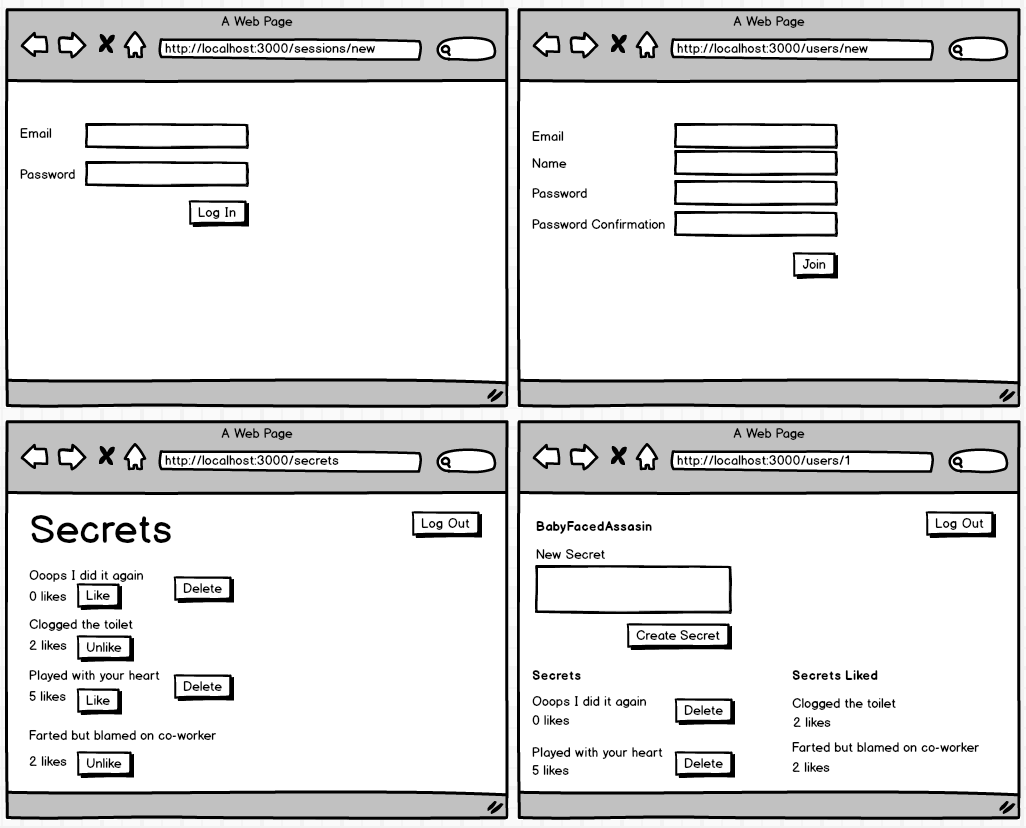 A Web Page
http://localhost:3000/sessions/new
Email
Password
Log In
A Web Page
http://localhost:3000/users/new
Email
Name
Password
Password Confirmation
Join
A Web Page
http://localhost:3000/secrets
Secrets
Log Out
Ooops I did it again
0 likes Like Delete
Clogged the toilet
2 likes Unlike
Played with your heart
5 likes Like Delete
Farted but blamed on co-worker
2 likes Unlike
A Web Page
http://localhost:3000/users/1
BabyFacedAssasin
Log Out
New Secret
Create Secret
Secrets
Ooops I did it again
0 likes
Delete
Played with your heart
5 likes
Delete
Secrets Liked
Clogged the toilet
2 likes
Farted but blamed on co-worker
2 likes